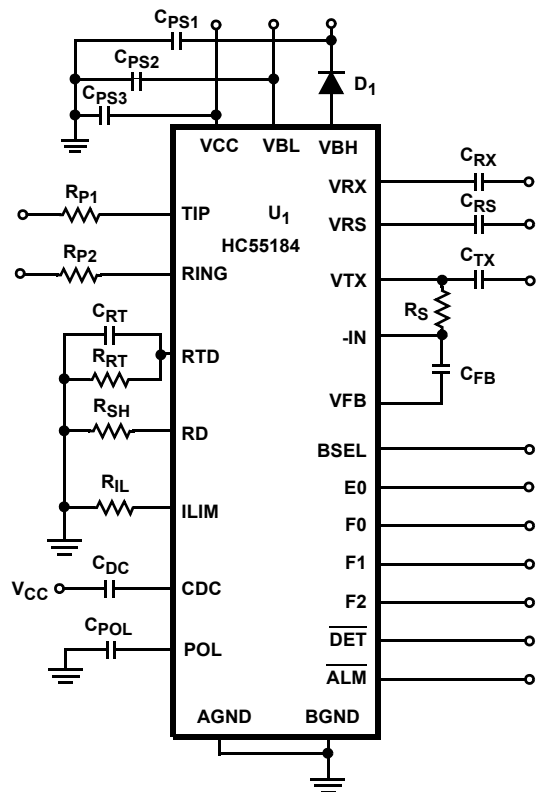 CPS1
CPS2
D1
CPS3
VCC VBL VBH
CRX
VRX
CRS
RP1
TIP U1 VRS
HC55184
CTX
RP2
RING VTX
RS
CRT
-IN
RTD
RRT
CFB
RSH
VFB
RD
BSEL
RIL
E0
ILIM
F0
CDC
F1
VCC CDC
F2
CPOL
DET
POL
ALM
AGND BGND